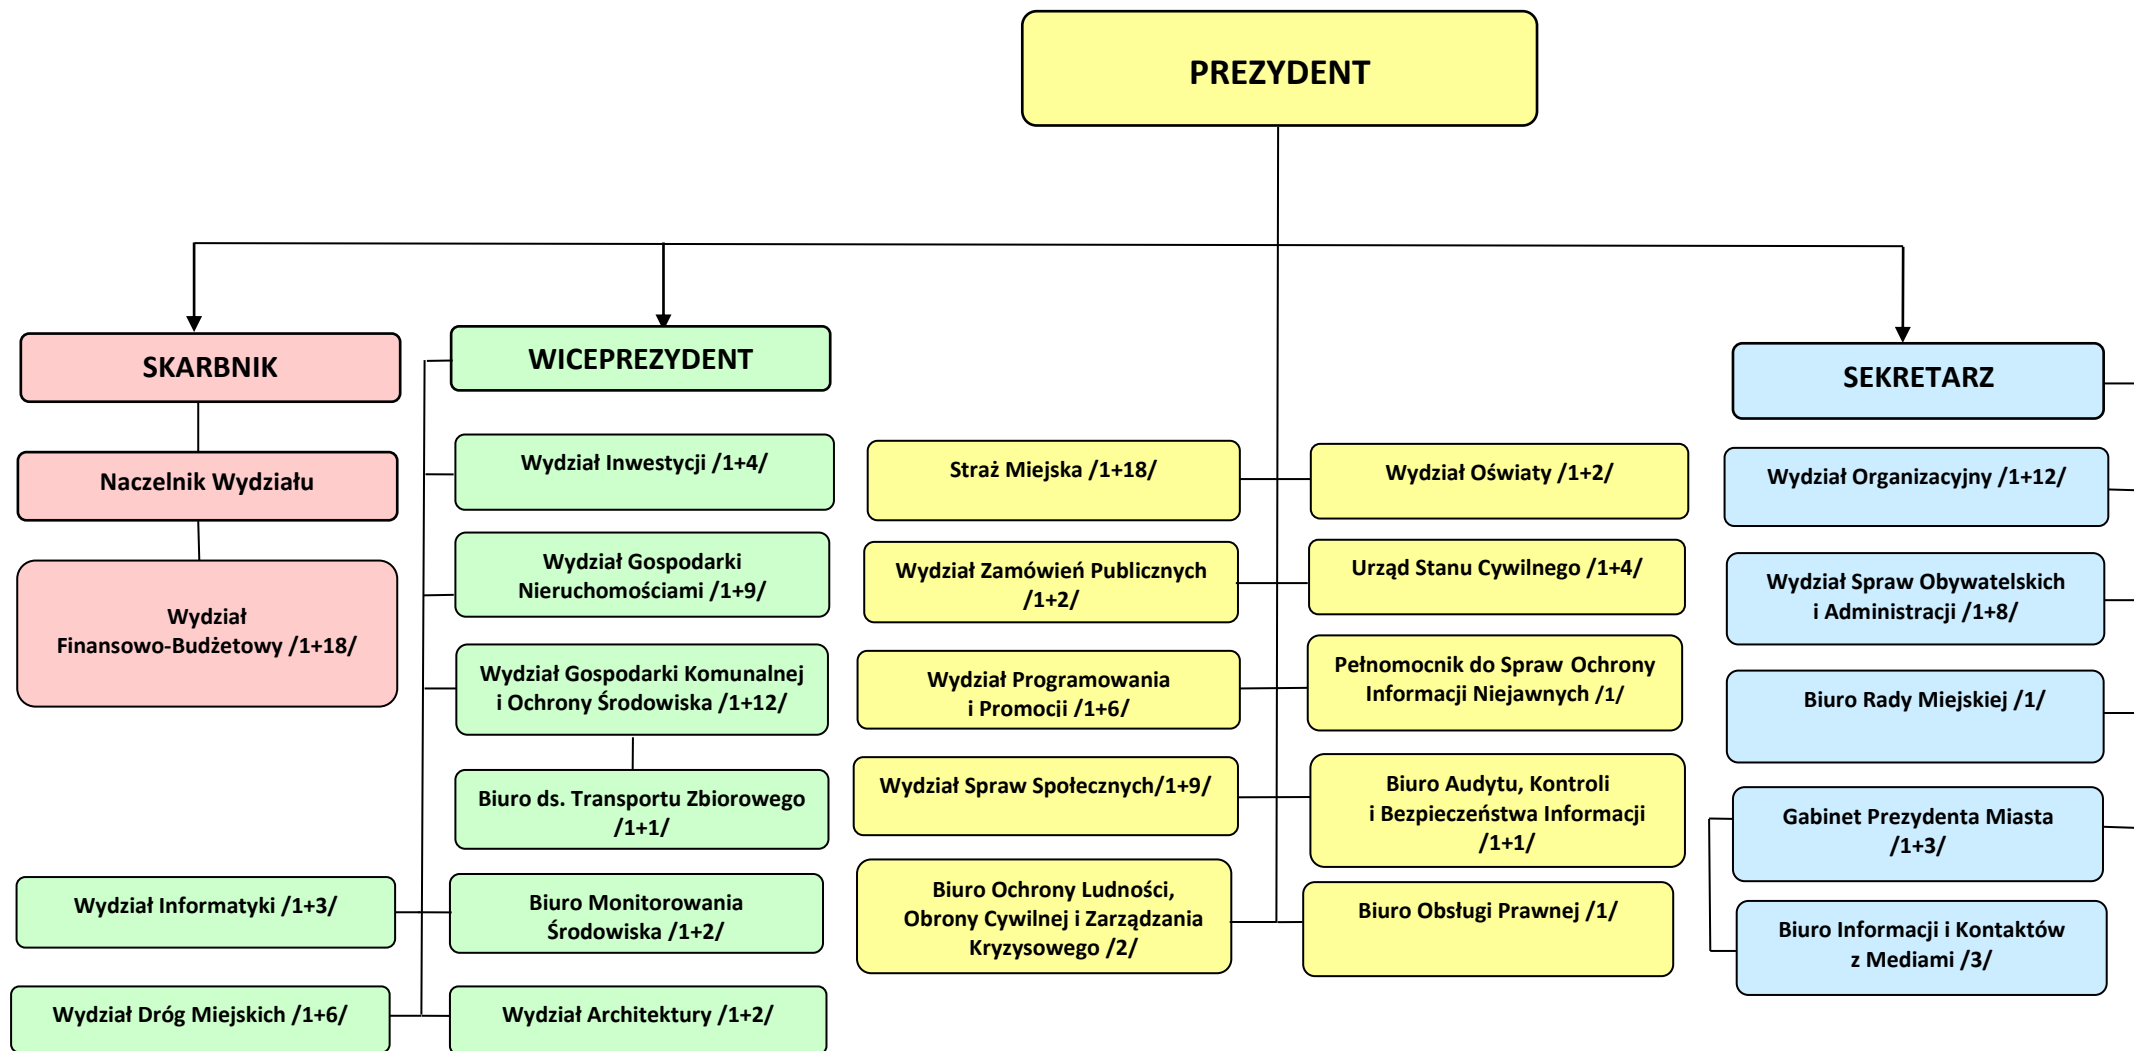 PREZYDENT
SKARBNIK
WICEPREZYDENT
SEKRETARZ
Naczelnik Wydziału
Wydział
Finansowo-Budżetowy /1+18/
Wydział Inwestycji /1+4/
Wydział Gospodarki
Nieruchomościami /1+9/
Wydział Gospodarki Komunalnej
i Ochrony Środowiska /1+12/
Biuro ds. Transportu Zbiorowego
/1+1/
Wydział Informatyki /1+3/
Biuro Monitorowania
Środowiska /1+2/
Wydział Dróg Miejskich /1+6/
Wydział Architektury /1+2/
Straż Miejska /1+18/
Wydział Oświaty /1+2/
Wydział Zamówień Publicznych
/1+2/
Urząd Stanu Cywilnego /1+4/
Wydział Programowania
i Promocji /1+6/
Pełnomocnik do Spraw Ochrony
Informacji Niejawnych /1/
Wydział Spraw Społecznych/1+9/
Biuro Audytu, Kontroli
i Bezpieczeństwa Informacji
/1+1/
Biuro Ochrony Ludności,
Obrony Cywilnej i Zarządzania
Kryzysowego /2/
Biuro Obsługi Prawnej /1/
Wydział Organizacyjny /1+12/
Wydział Spraw Obywatelskich
i Administracji /1+8/
Biuro Rady Miejskiej /1/
Gabinet Prezydenta Miasta
/1+3/
Biuro Informacji i Kontaktów
z Mediami /3/